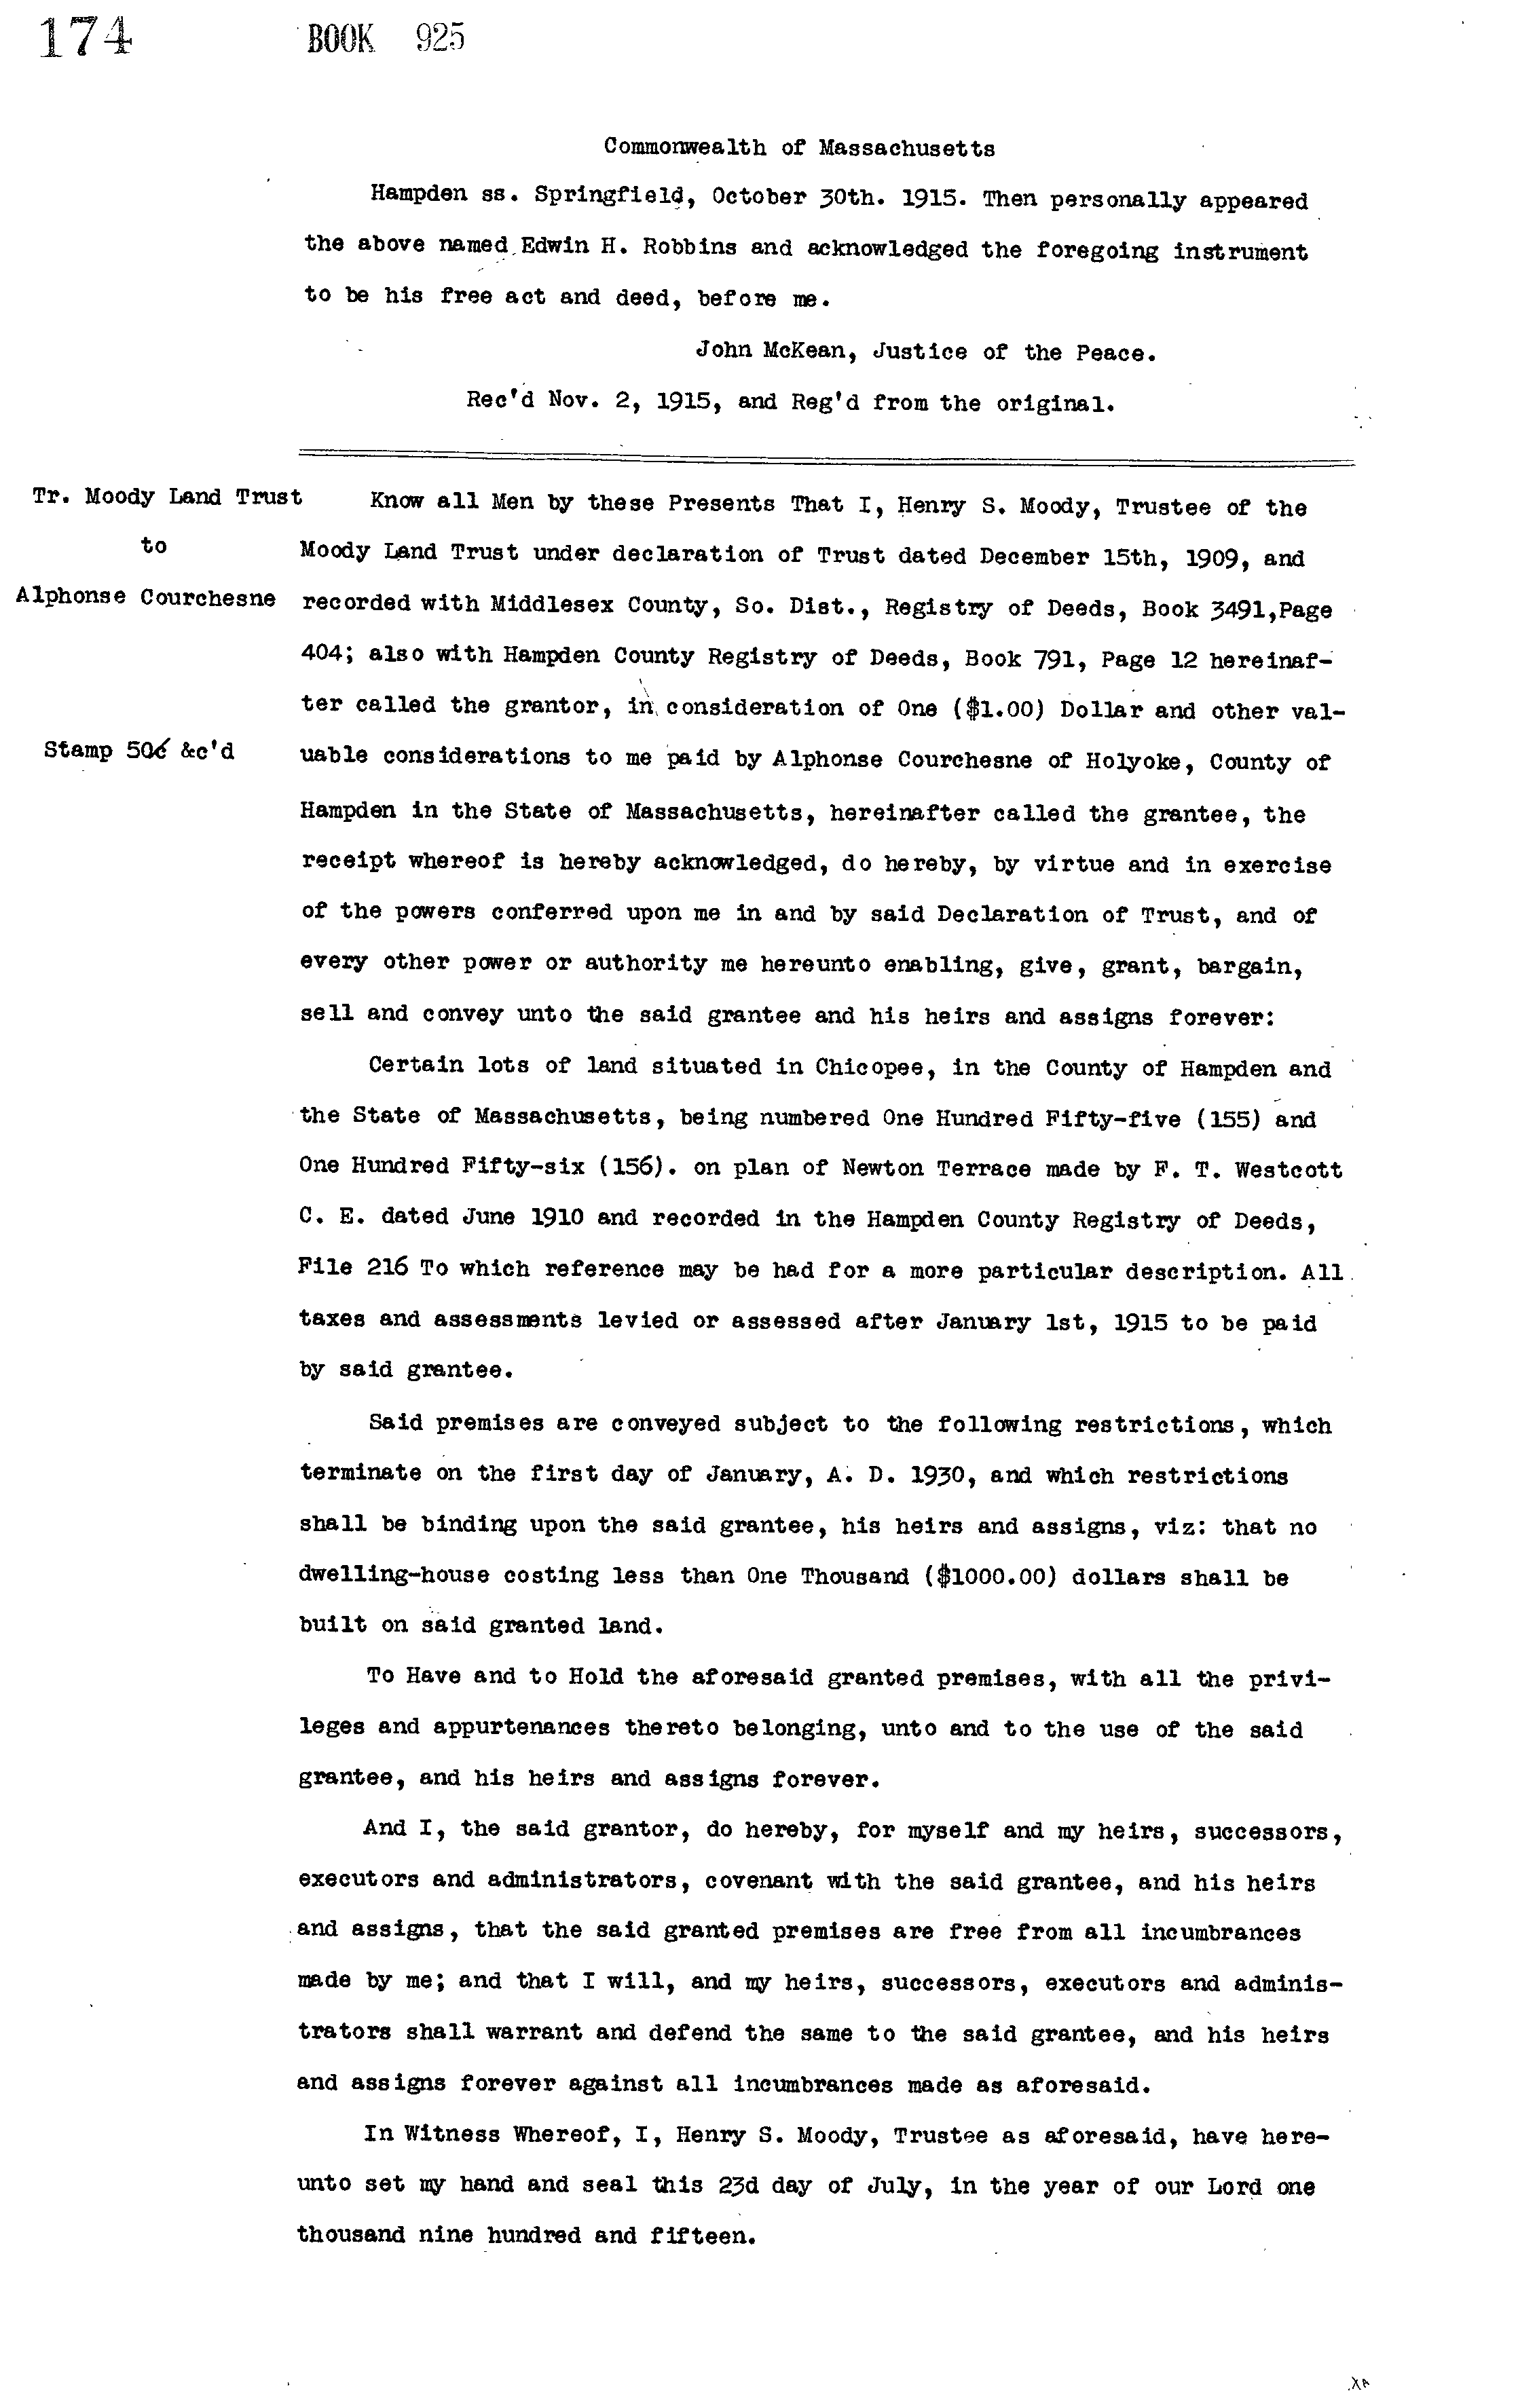 174 BOOK 925
Commonwealth of Massachusetts
Hampden ss. Springfield, October 30th. 1915. Then personally appeared
the above named Edwin H. Robbins and acknowledged the foregoing instrument
to be his free act and deed, before me.
John McKean, Justice of the Peace.
Rec'd Nov. 2, 1915, and Reg'd from the original.
Tr. Moody Land Trust
to
Alphonse Courchesne
Stamp 50¢ &c'd
Know all Men by these Presents That I, Henry S. Moody, Trustee of the
Moody Land Trust under declaration of Trust dated December 15th, 1909, and
recorded with Middlesex County, So. Dist., Registry of Deeds, Book 3491,Page
404; also with Hampden County Registry of Deeds, Book 791, Page 12 hereinaf-
ter called the grantor, in consideration of One ($1.00) Dollar and other val-
uable considerations to me paid by Alphonse Courchesne of Holyoke, County of
Hampden in the State of Massachusetts, hereinafter called the grantee, the
receipt whereof is hereby acknowledged, do hereby, by virtue and in exercise
of the powers conferred upon me in and by said Declaration of Trust, and of
every other power or authority me hereunto enabling, give, grant, bargain,
sell and convey unto the said grantee and his heirs and assigns forever:
Certain lots of land situated in Chicopee, in the County of Hampden and
the State of Massachusetts, being numbered One Hundred Fifty-five (155) and
One Hundred Fifty-six (156). on plan of Newton Terrace made by F. T. Westcott
C. E. dated June 1910 and recorded in the Hampden County Registry of Deeds,
File 216 To which reference may be had for a more particular description. All
taxes and assessments levied or assessed after January 1st, 1915 to be paid
by said grantee.
Said premises are conveyed subject to the following restrictions, which
terminate on the first day of January, A. D. 1930, and which restrictions
shall be binding upon the said grantee, his heirs and assigns, viz: that no
dwelling-house costing less than One Thousand ($1000.00) dollars shall be
built on said granted land.
To Have and to Hold the aforesaid granted premises, with all the privi-
leges and appurtenances thereto belonging, unto and to the use of the said
grantee, and his heirs and assigns forever.
And I, the said grantor, do hereby, for myself and my heirs, successors,
executors and administrators, covenant with the said grantee, and his heirs
and assigns, that the said granted premises are free from all incumbrances
made by me; and that I will, and my heirs, successors, executors and adminis-
trators shall warrant and defend the same to the said grantee, and his heirs
and assigns forever against all incumbrances made as aforesaid.
In Witness Whereof, I, Henry S. Moody, Trustee as aforesaid, have here-
unto set my hand and seal this 23d day of July, in the year of our Lord one
thousand nine hundred and fifteen.